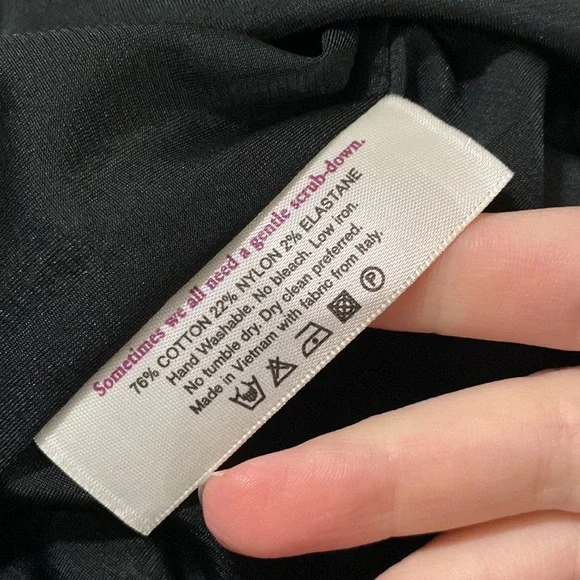 Sometimes we all need a gentle scrub-down.
76% COTTON 22% NYLON 2% ELASTANE
Hand Washable. No bleach. Low iron.
No tumble dry. Dry clean preferred.
Made in Vietnam with fabric from Italy.
P